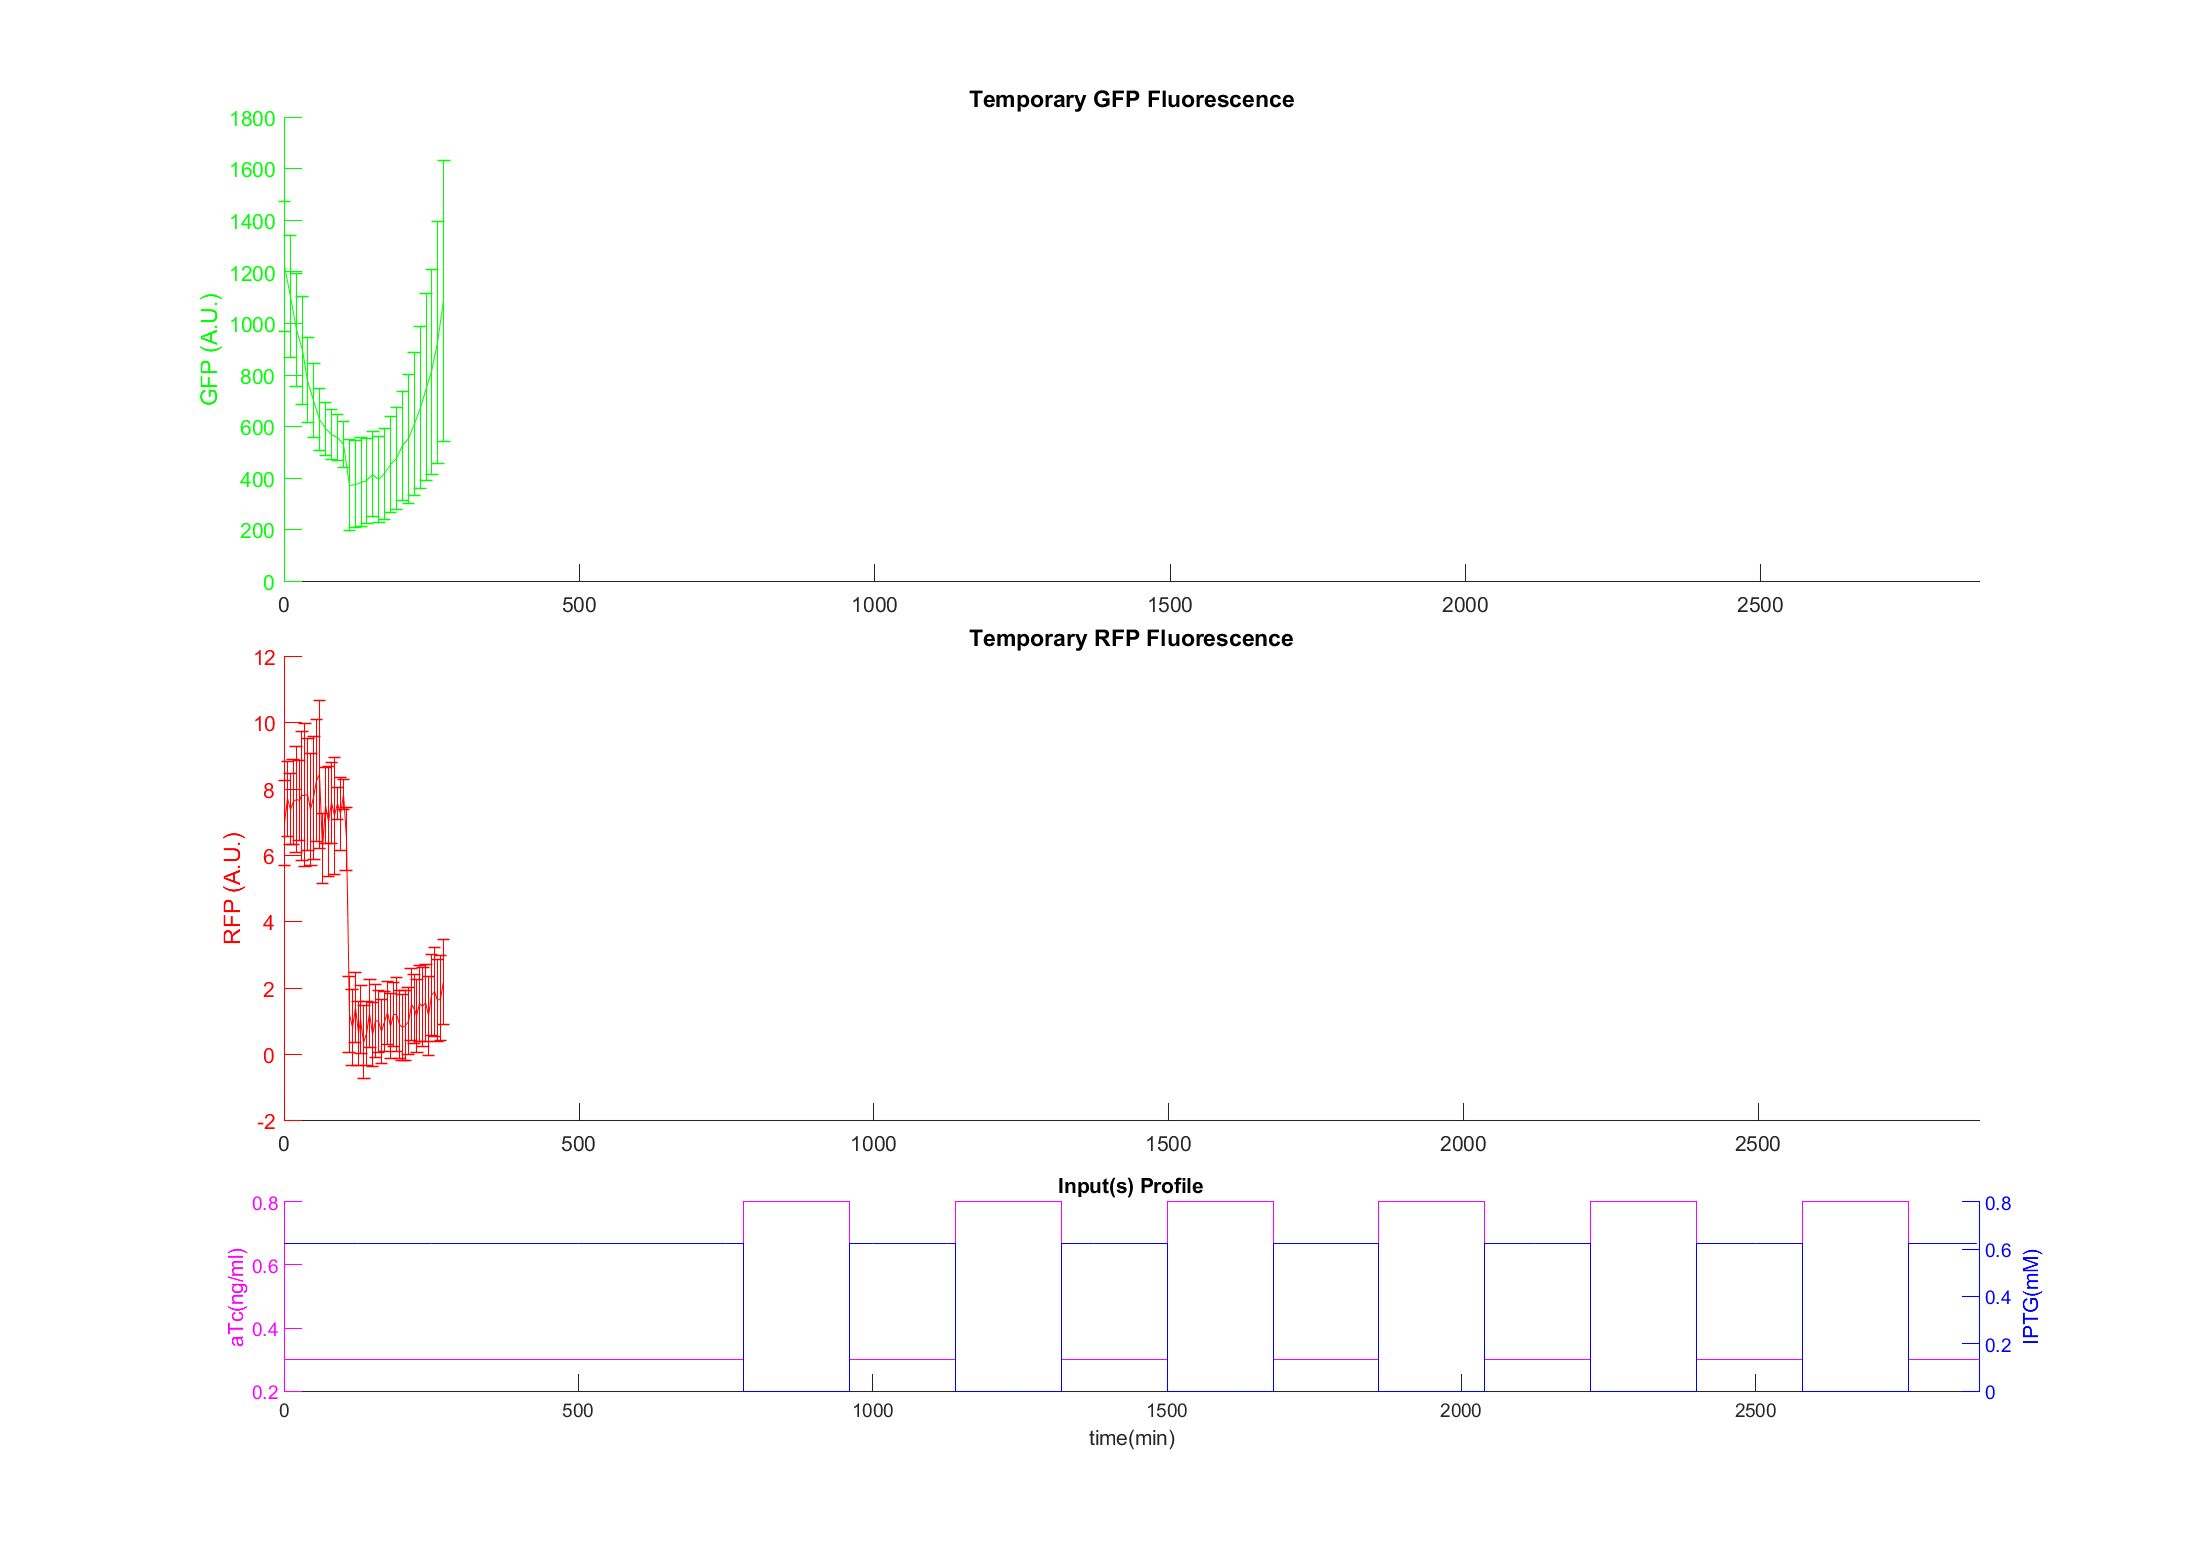 Temporary GFP Fluorescence
1800
1600
1400
1200
1000
800
600
400
200
0
GFP (A.U.)
0 500 1000 1500 2000 2500
Temporary RFP Fluorescence
12
10
8
6
4
2
0
-2
RFP (A.U.)
0 500 1000 1500 2000 2500
Input(s) Profile
0.8
0.6
0.4
0.2
aTc(ng/ml)
0.8
0.6
0.4
0.2
0
IPTG(mM)
0 500 1000 1500 2000 2500
time(min)